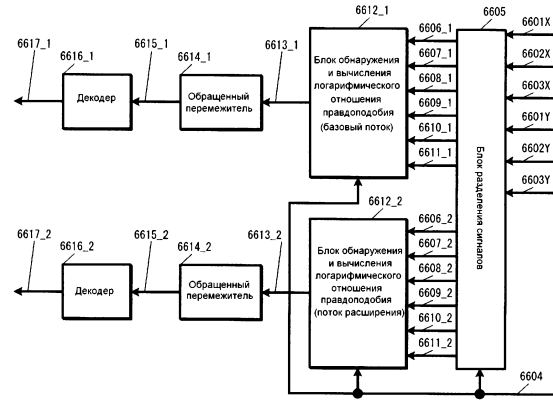 6612_1
6605
6617_1
6616_1
6615_1
6614_1
6613_1
6606_1
6601X
Декодер
Обращенный
перемежитель
Блок обнаружения
и вычисления
логарифмического
отношения
правдоподобия
(базовый поток)
6607_1
6602X
6608_1
6603X
6609_1
6601Y
6610_1
6602Y
6611_1
6603Y
Блок разделения сигналов
6612_2
6617_2
6616_2
6615_2
6614_2
6613_2
6606_2
Декодер
Обращенный
перемежитель
Блок обнаружения
и вычисления
логарифмического
отношения
правдоподобия
(поток расширения)
6607_2
6608_2
6609_2
6610_2
6611_2
6604